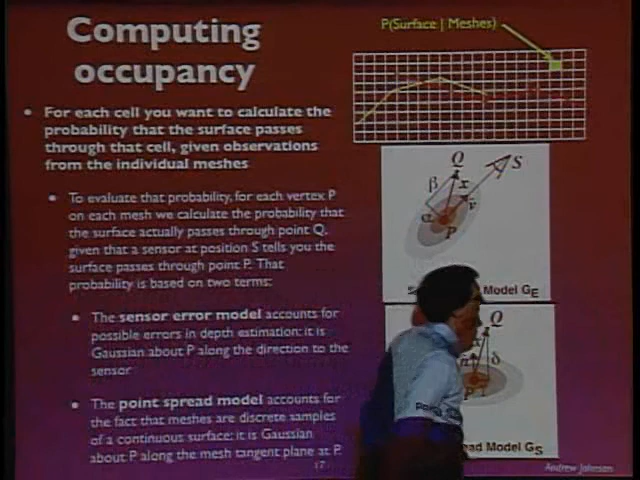 Computing
occupancy
P(Surface | Meshes)
• For each cell you want to calculate the
probability that the surface passes
through that cell, given observations
from the individual meshes
• To evaluate that probability, for each vertex P
on each mesh we calculate the probability that
the surface actually passes through point Q,
given that a sensor at position S tells you the
surface passes through point P. That
probability is based on two terms:
• The sensor error model accounts for
possible errors in depth estimation: it is
Gaussian about P along the direction to the
sensor
• The point spread model accounts for
the fact that meshes are discrete samples
of a continuous surface: it is Gaussian
about P along the mesh tangent plane at P.
17
Q
S
β
x
α
P
Model GE
Q
δ
P
Model GS
Andrew Johnson